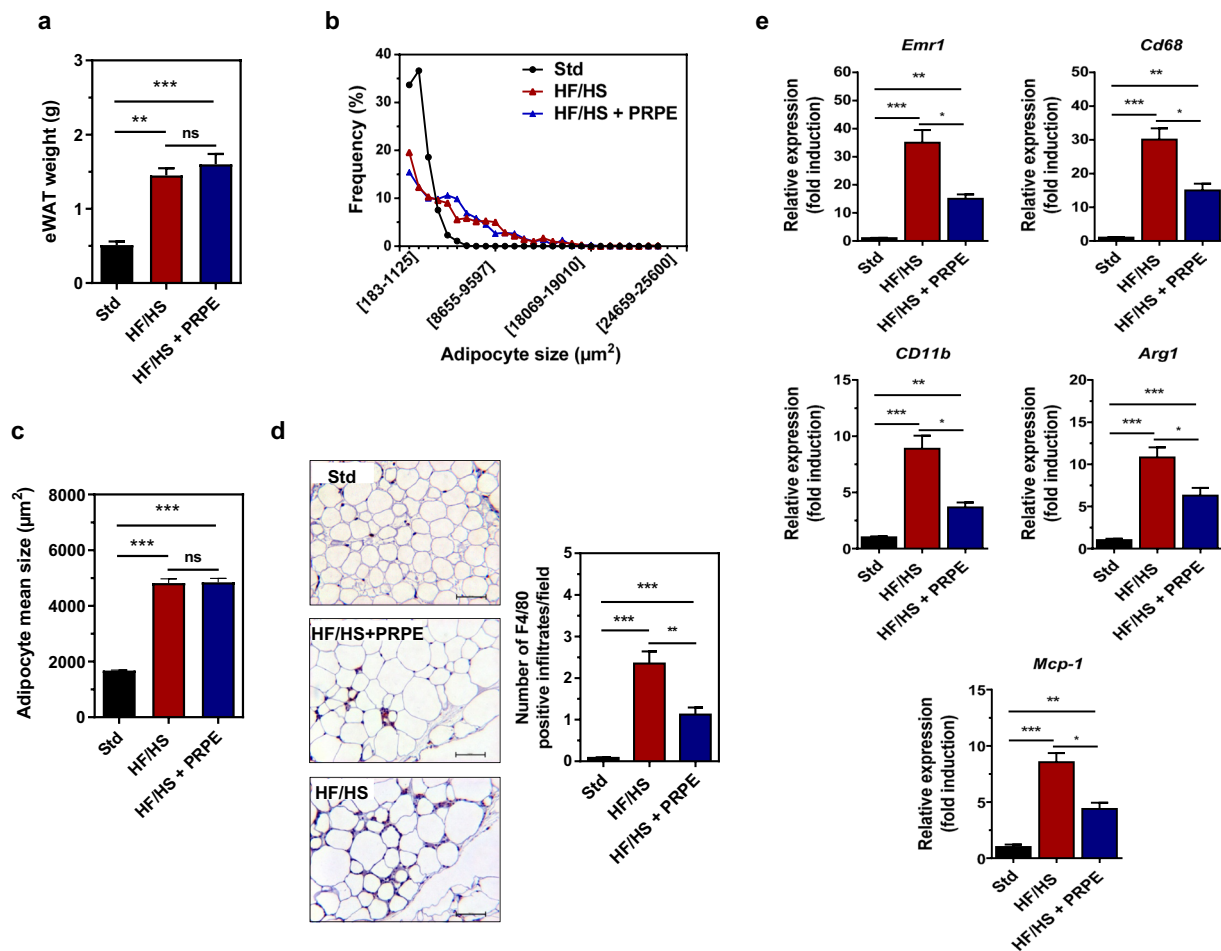 a
eWAT weight (g)
3
2
1
0
***
**
ns
Std
HF/HS
HF/HS + PRPE
b
Frequency (%)
40
30
20
10
0
Std
HF/HS
HF/HS + PRPE
[183-1125]
[8655-9597]
[18069-19010]
[24659-25600]
Adipocyte size (µm²)
c
Adipocyte mean size (µm²)
8000
6000
4000
2000
0
***
***
ns
Std
HF/HS
HF/HS + PRPE
d
Std
HF/HS+PRPE
HF/HS
Number of F4/80
positive infiltrates/field
5
4
3
2
1
0
***
***
**
Std
HF/HS
HF/HS + PRPE
e
Emr1
Relative expression
(fold induction)
60
50
40
30
20
10
0
**
***
*
Std
HF/HS
HF/HS + PRPE
Cd68
Relative expression
(fold induction)
50
40
30
20
10
0
**
***
*
Std
HF/HS
HF/HS + PRPE
CD11b
Relative expression
(fold induction)
15
10
5
0
**
***
*
Std
HF/HS
HF/HS + PRPE
Arg1
Relative expression
(fold induction)
20
15
10
5
0
***
***
*
Std
HF/HS
HF/HS + PRPE
Mcp-1
Relative expression
(fold induction)
15
10
5
0
**
***
*
Std
HF/HS
HF/HS + PRPE